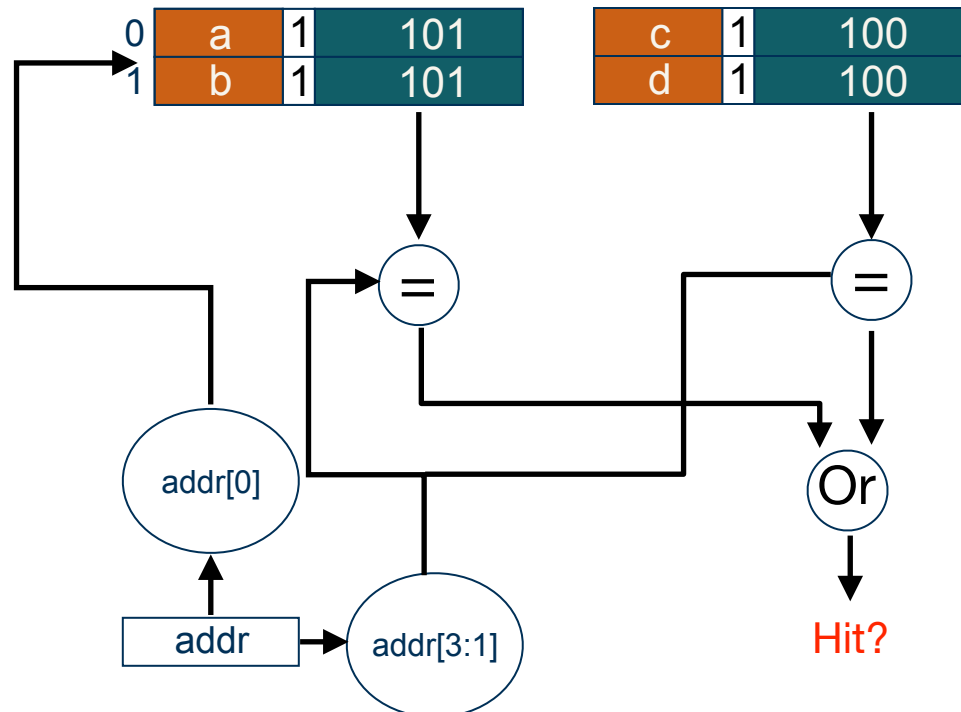 0 a 1 101 c 1 100
1 b 1 101 d 1 100
= =
addr[0] Or
addr addr[3:1] Hit?